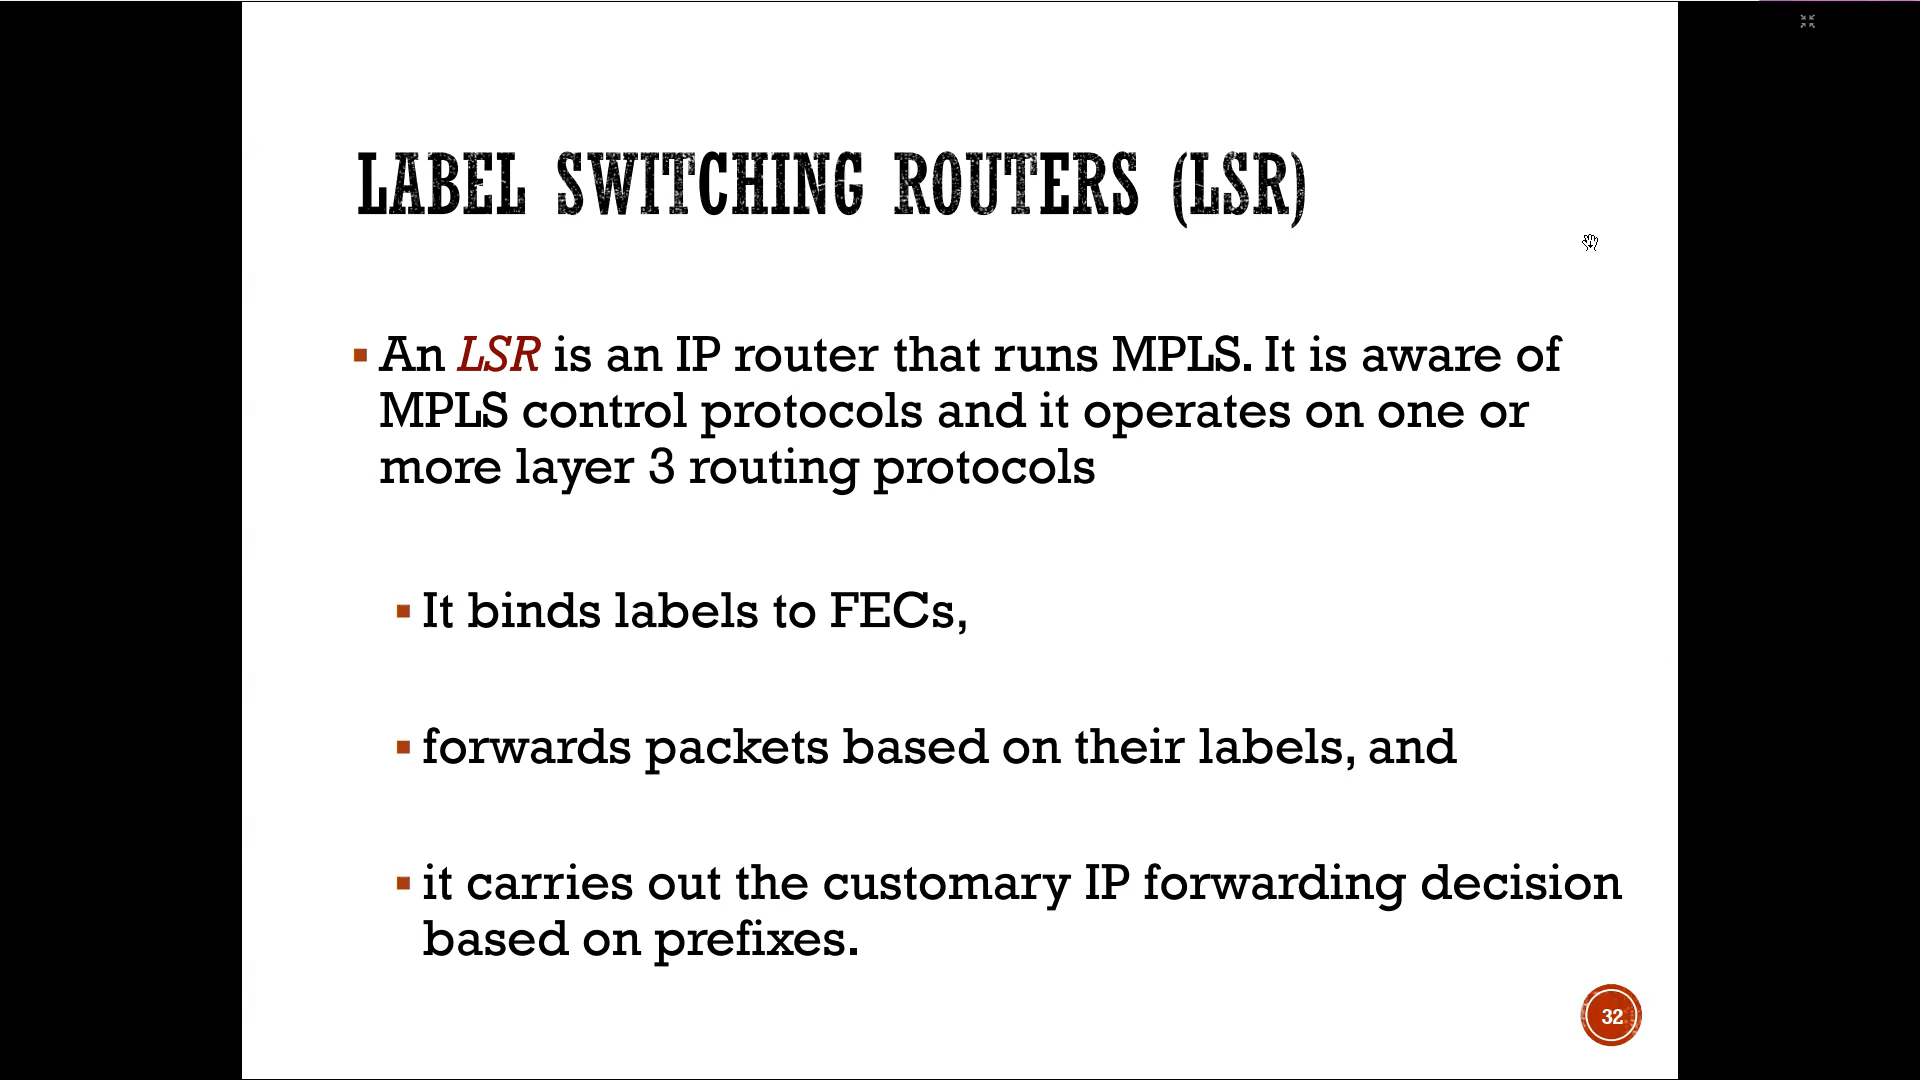 LABEL SWITCHING ROUTERS (LSR)
An LSR is an IP router that runs MPLS. It is aware of
MPLS control protocols and it operates on one or
more layer 3 routing protocols
It binds labels to FECs,
forwards packets based on their labels, and
it carries out the customary IP forwarding decision
based on prefixes.
32